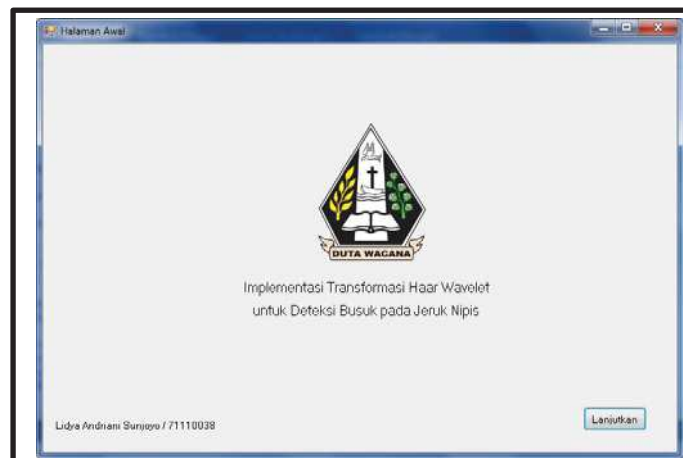 Halaman Awal
DUTA WACANA
Implementasi Transformasi Haar Wavelet
untuk Deteksi Busuk pada Jeruk Nipis
Lidya Andriani Sunjoyo / 71110038
Lanjutkan